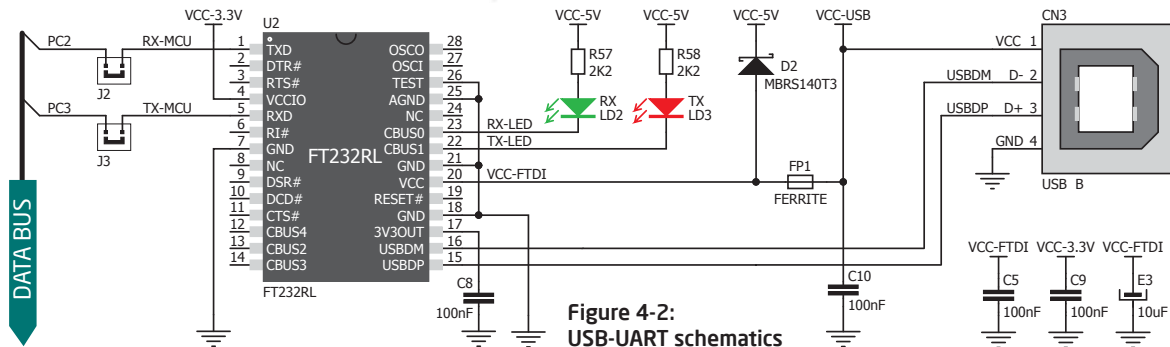 VCC-3.3V
U2
VCC-5V
VCC-5V
VCC-5V
VCC-USB
CN3
PC2
RX-MCU
J2
PC3
TX-MCU
J3
DATA BUS
1 TXD
2 DTR#
3 RTS#
4 VCCIO
5 RXD
6 RI#
7 GND
8 NC
9 DSR#
10 DCD#
11 CTS#
12 CBUS4
13 CBUS2
14 CBUS3
FT232RL
OSCO 28
OSCI 27
TEST 26
AGND 25
NC 24
CBUS0 23
CBUS1 22
GND 21
VCC 20
RESET# 19
GND 18
3V3OUT 17
USBDM 16
USBDP 15
FT232RL
RX-LED
TX-LED
VCC-FTDI
R57
2K2
RX
LD2
R58
2K2
TX
LD3
D2
MBRS140T3
FP1
FERRITE
VCC 1
USBDM D- 2
USBDP D+ 3
GND 4
USB B
C8
100nF
C10
100nF
VCC-FTDI
C5
100nF
VCC-3.3V
C9
100nF
VCC-FTDI
E3
10uF
Figure 4-2:
USB-UART schematics